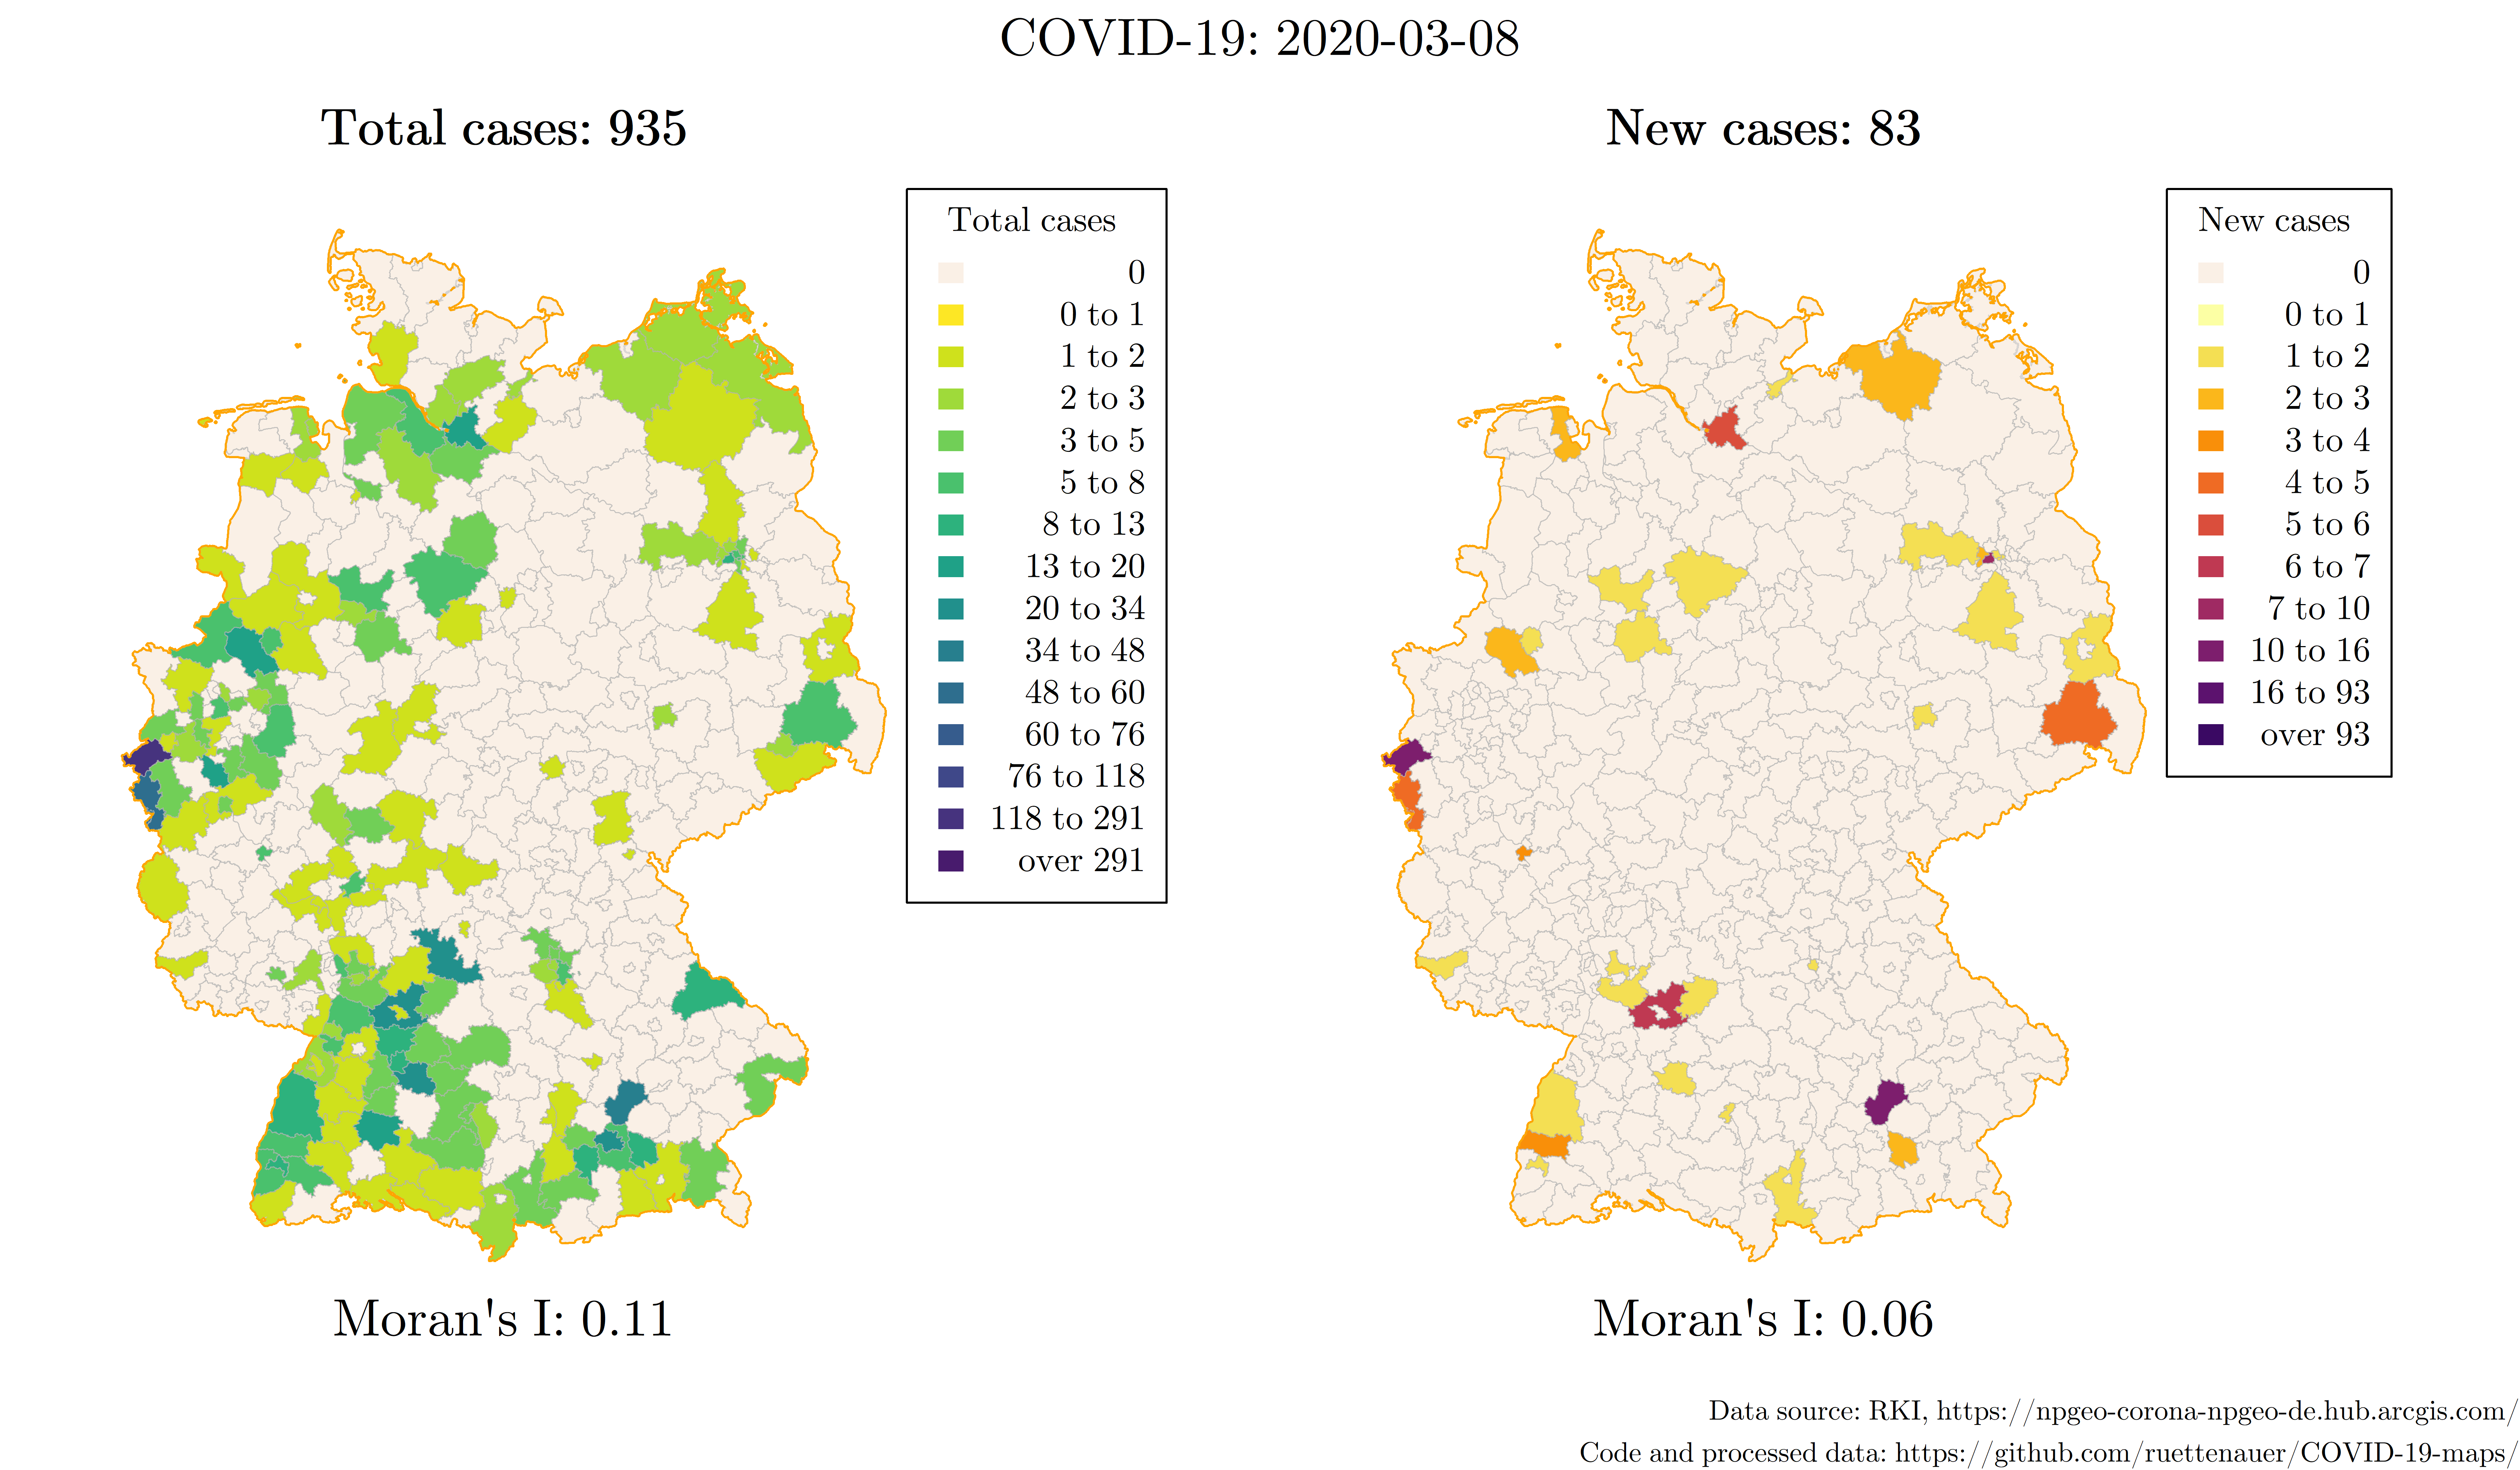 COVID-19: 2020-03-08
Total cases: 935
Total cases
0
0 to 1
1 to 2
2 to 3
3 to 5
5 to 8
8 to 13
13 to 20
20 to 34
34 to 48
48 to 60
60 to 76
76 to 118
118 to 291
over 291
Moran's I: 0.11
New cases: 83
New cases
0
0 to 1
1 to 2
2 to 3
3 to 4
4 to 5
5 to 6
6 to 7
7 to 10
10 to 16
16 to 93
over 93
Moran's I: 0.06
Data source: RKI, https://npgeo-corona-npgeo-de.hub.arcgis.com/
Code and processed data: https://github.com/ruettenauer/COVID-19-maps/